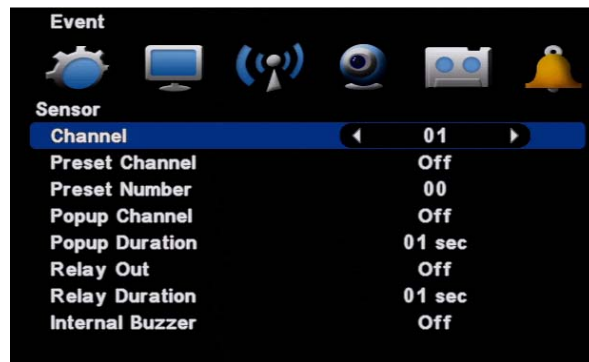 Event
Sensor
Channel 01
Preset Channel Off
Preset Number 00
Popup Channel Off
Popup Duration 01 sec
Relay Out Off
Relay Duration 01 sec
Internal Buzzer Off